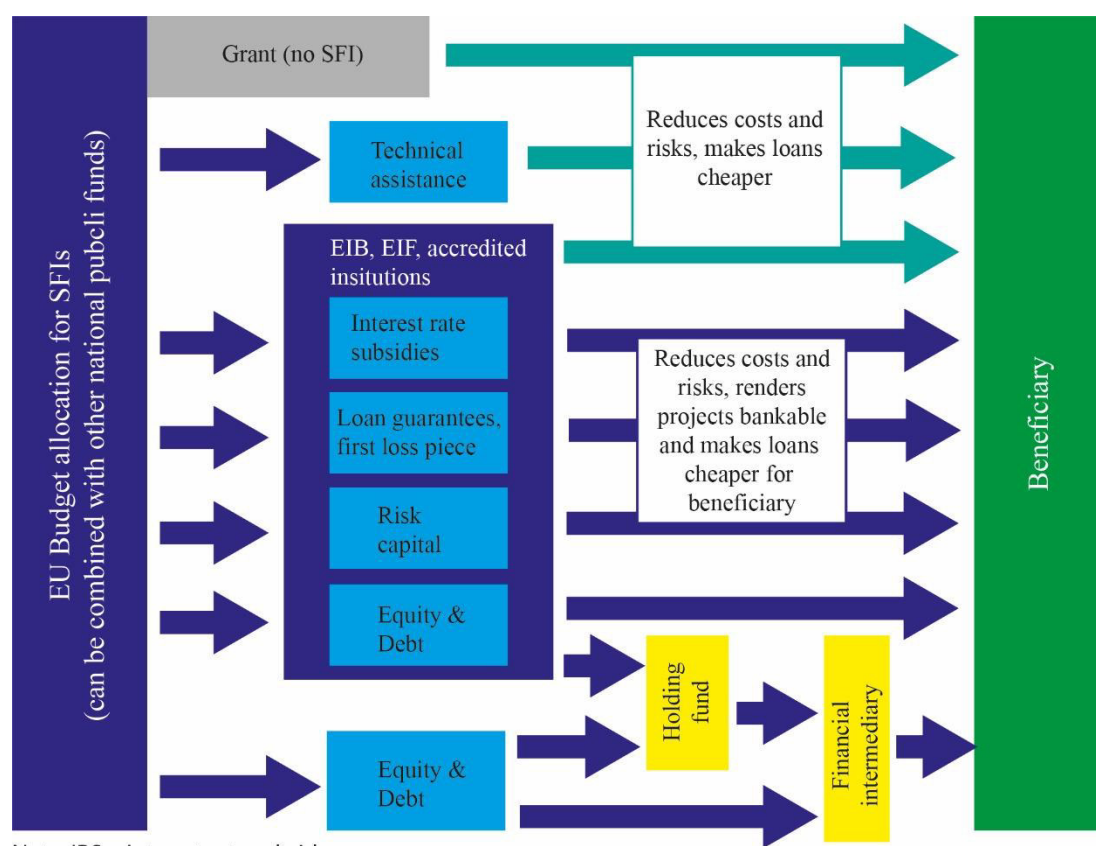 EU Budget allocation for SFIs
(can be combined with other national pubcli funds)
Grant (no SFI)
Technical
assistance
Reduces costs and
risks, makes loans
cheaper
EIB, EIF, accredited
insitutions
Interest rate
subsidies
Loan guarantees,
first loss piece
Risk
capital
Equity &
Debt
Reduces costs and
risks, renders
projects bankable
and makes loans
cheaper for
beneficiary
Holding
fund
Financial
intermediary
Equity &
Debt
Beneficiary